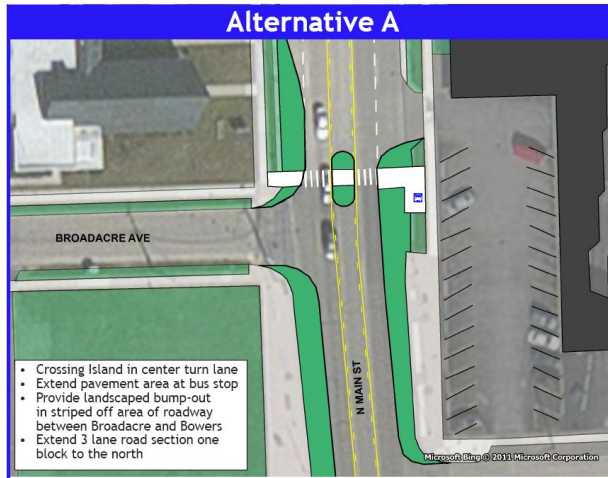 Alternative A
BROADACRE AVE
N MAIN ST
• Crossing Island in center turn lane
• Extend pavement area at bus stop
• Provide landscaped bump-out
in striped off area of roadway
between Broadacre and Bowers
• Extend 3 lane road section one
block to the north
Microsoft Bing © 2011 Microsoft Corporation